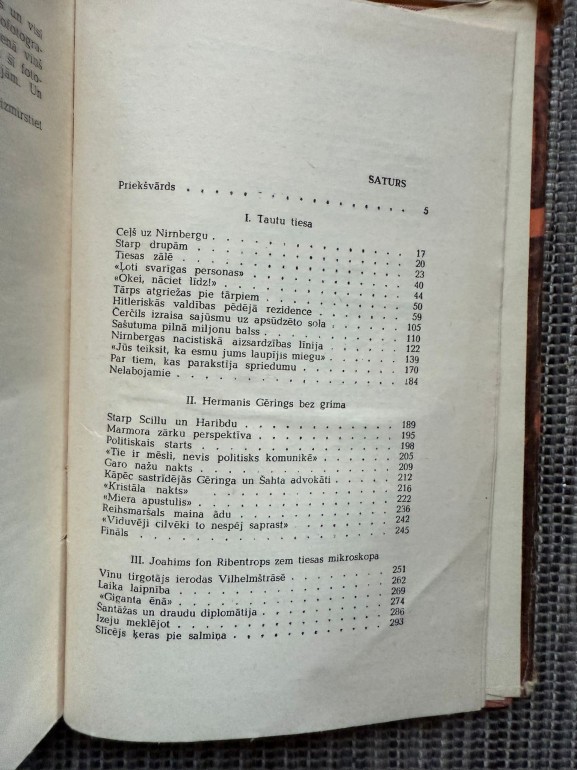 un visi
šī foto-
Un
SATURS
Priekšvārds . . . . . . . . . . . . . . . . 5
I. Tautu tiesa
Ceļš uz Nirnbergu . . . . . . . . . . . . 17
Starp drupām . . . . . . . . . . . . . 20
Tiesas zālē . . . . . . . . . . . . . . 23
«Ļoti svarīgas personas» . . . . . . . . . . 40
«Okei, nāciet līdz!» . . . . . . . . . . . 44
Tārps atgriežas pie tārpiem . . . . . . . . . 50
Hitleriskās valdības pēdējā rezidence . . . . . . 59
Čerčils izraisa sajūsmu uz apsūdzēto sola . . . . . 105
Sašutuma pilnā miljonu balss . . . . . . . . 110
Nirnbergas nacistiskā aizsardzības līnija . . . . . 122
«Jūs teiksit, ka esmu jums laupījis miegu» . . . . . 139
Par tiem, kas parakstīja spriedumu . . . . . . . 170
Nelabojamie . . . . . . . . . . . . . 184
II. Hermanis Gērings bez grima
Starp Scillu un Haribdu . . . . . . . . . . 189
Marmora zārku perspektīva . . . . . . . . . 195
Politiskais starts . . . . . . . . . . . . 198
«Tie ir mēsli, nevis politisks komunikē» . . . . . 205
Garo nažu nakts . . . . . . . . . . . . 209
Kāpēc sastrīdējās Gēringa un Šahta advokāti . . . . 212
«Kristāla nakts» . . . . . . . . . . . . 216
«Miera apustulis» . . . . . . . . . . . . 222
Reihsmaršals maina ādu . . . . . . . . . . 236
«Viduvēji cilvēki to nespēj saprast» . . . . . . 242
Fināls . . . . . . . . . . . . . . . 245
III. Joahims fon Ribentrops zem tiesas mikroskopa
Vīnu tirgotājs ierodas Vilhelmštrāsē . . . . . . 251
Laika laipnība . . . . . . . . . . . . . 262
«Giganta ēnā» . . . . . . . . . . . . . 269
Šantāžas un draudu diplomātija . . . . . . . . 274
Izeju meklējot . . . . . . . . . . . . . 286
Slīcējs ķeras pie salmiņa . . . . . . . . . . 293